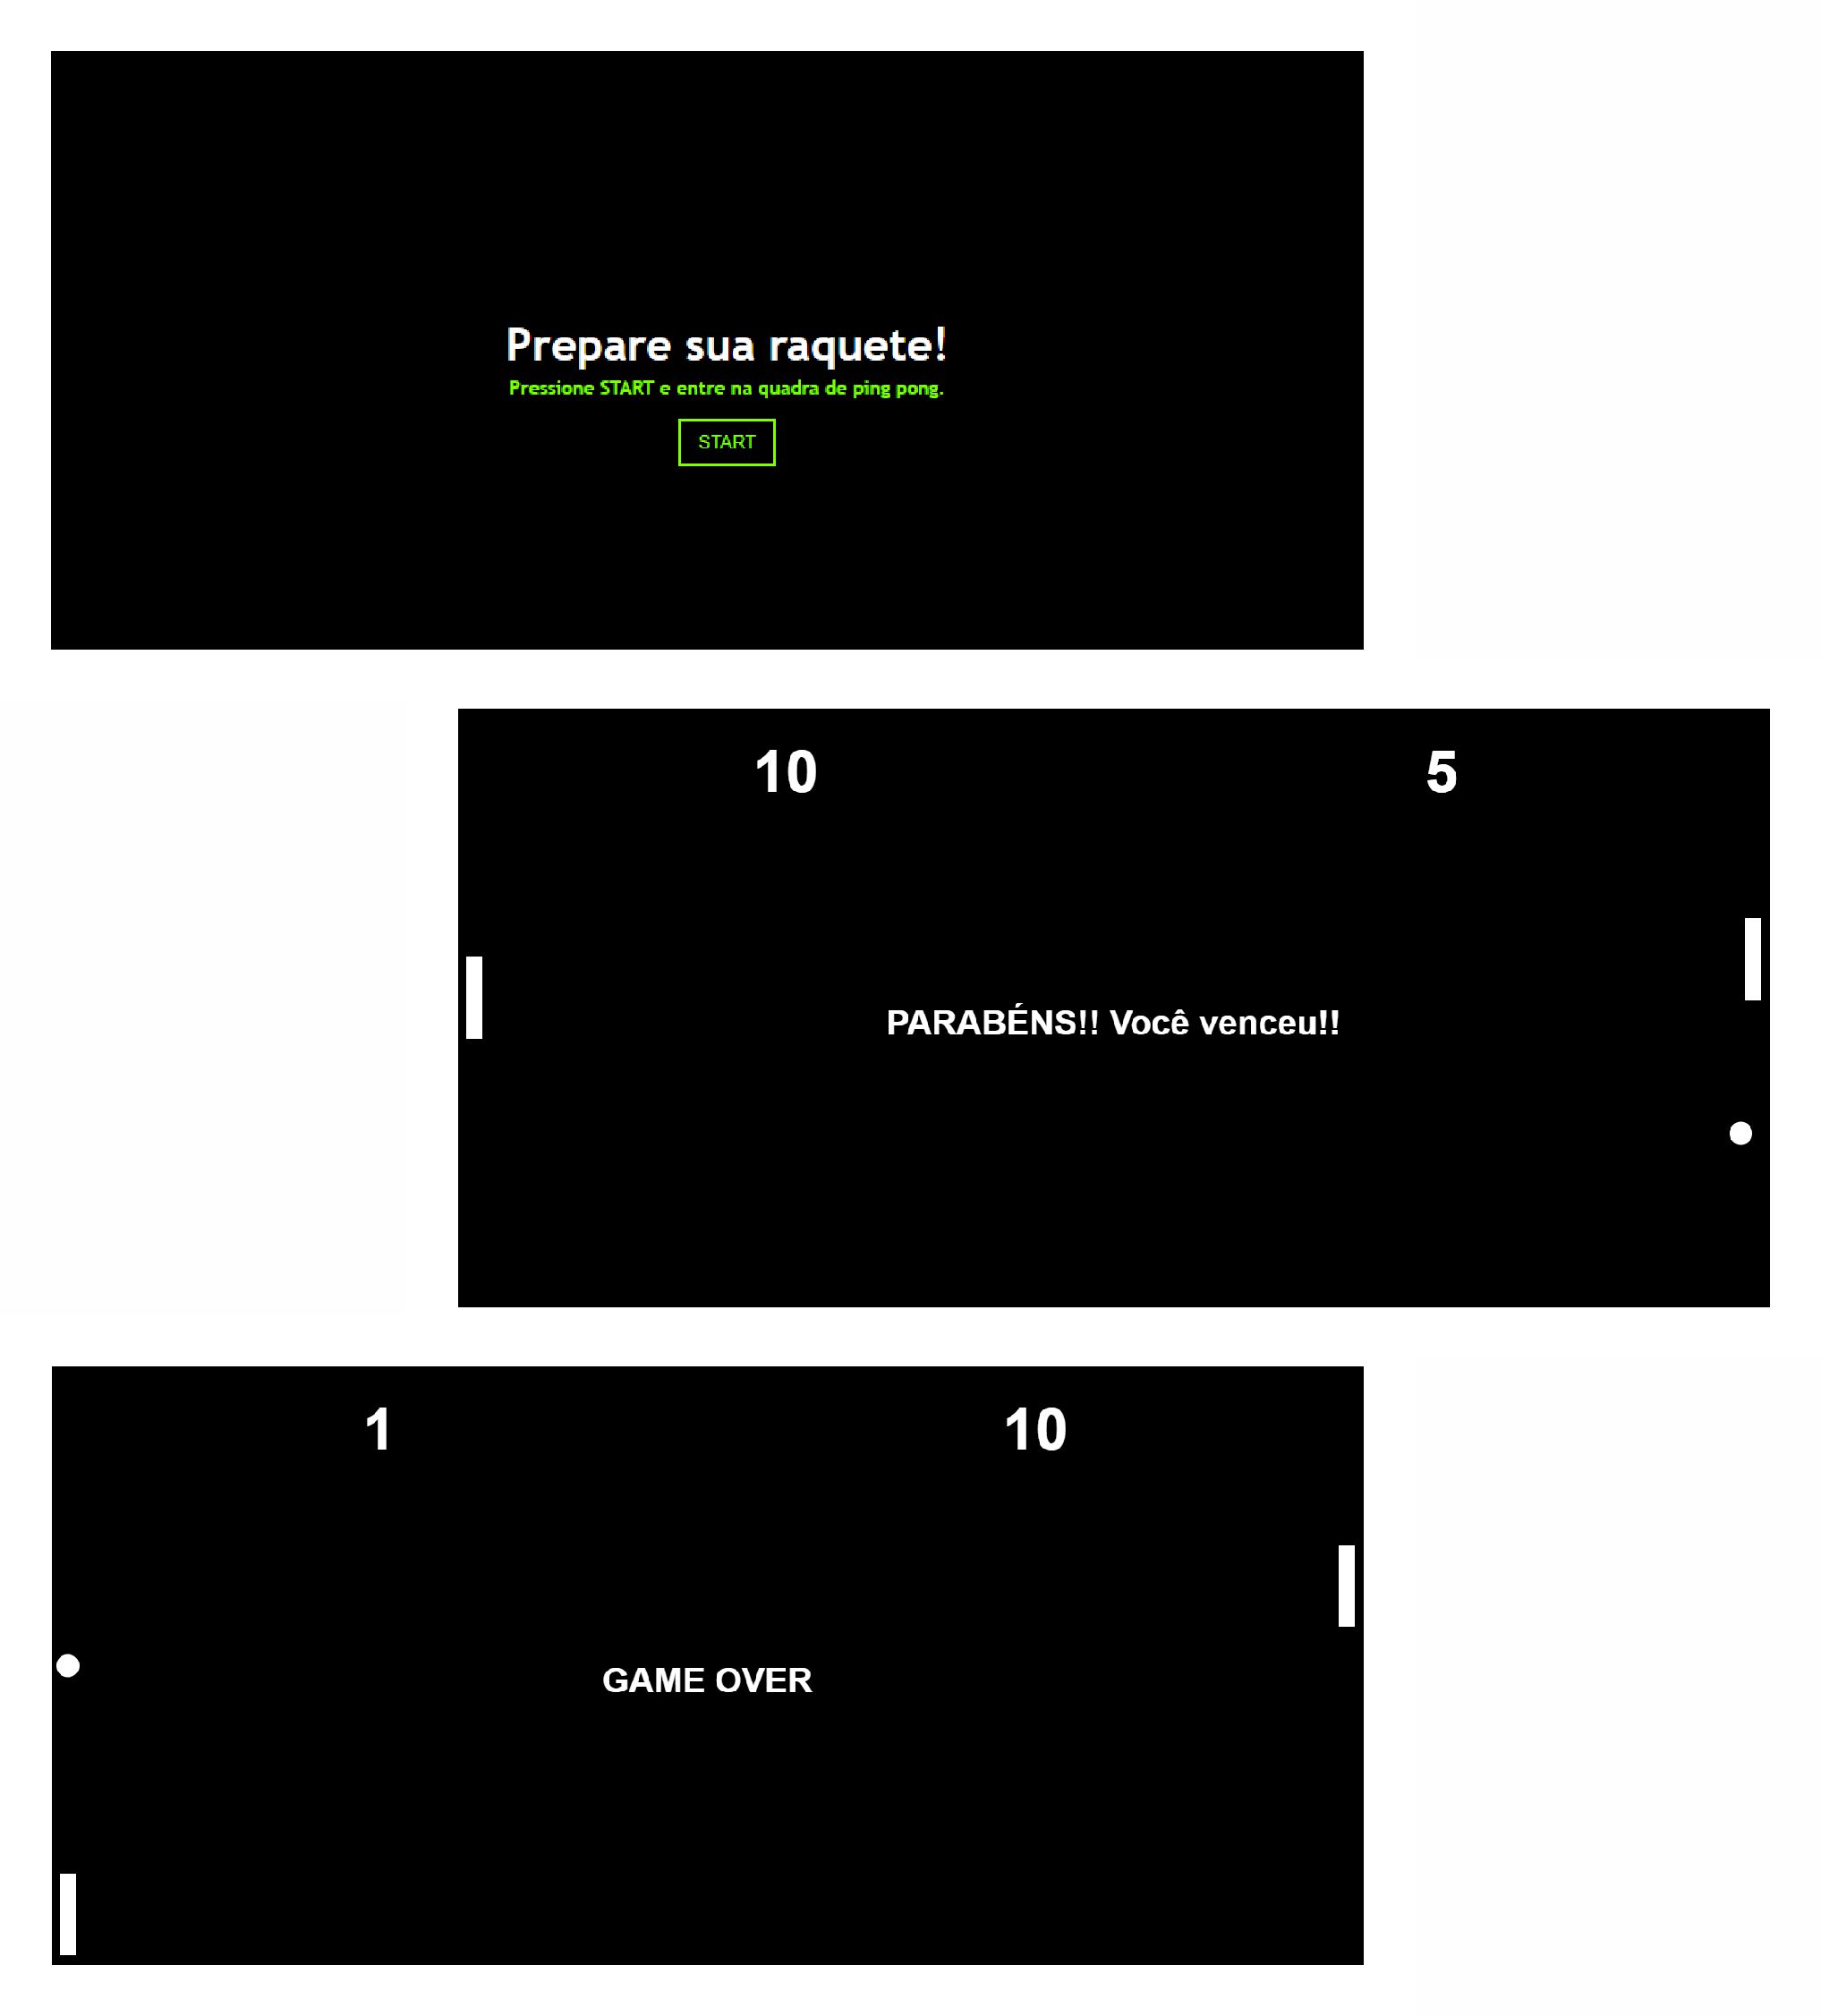 Prepare sua raquete!
Pressione START e entre na quadra de ping pong.
START
10 5
PARABÉNS!! Você venceu!!
1 10
GAME OVER